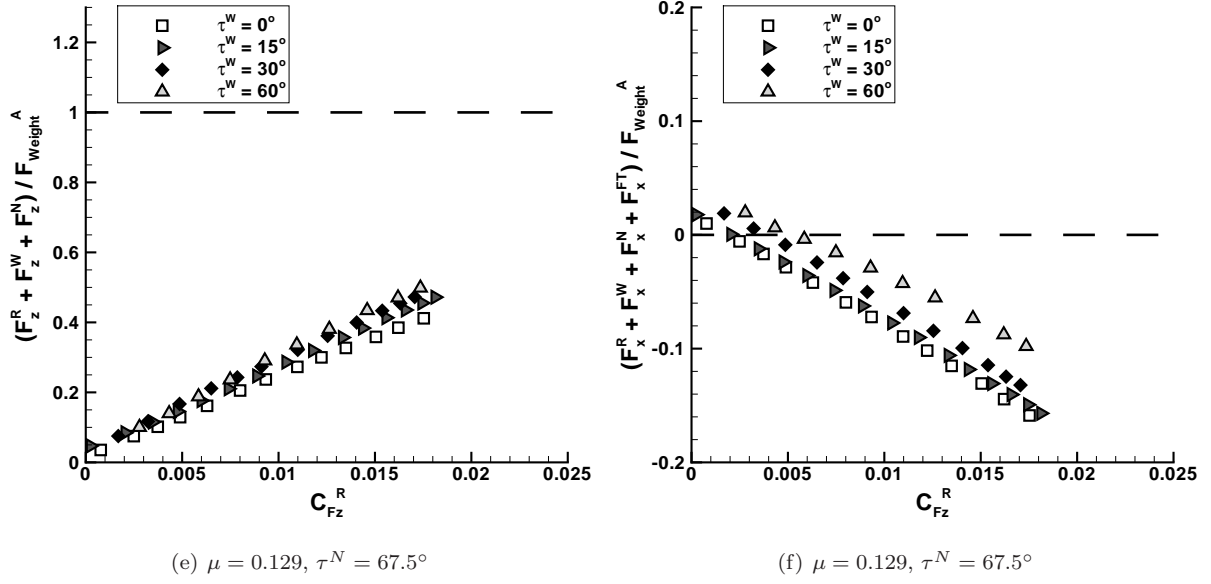 τ^W = 0°
τ^W = 15°
τ^W = 30°
τ^W = 60°
(F_z^R + F_z^W + F_z^N) / F_Weight^A
1.2
1
0.8
0.6
0.4
0.2
0
0 0.005 0.01 0.015 0.02 0.025
C_Fz^R
(e) μ = 0.129, τ^N = 67.5°
τ^W = 0°
τ^W = 15°
τ^W = 30°
τ^W = 60°
(F_x^R + F_x^W + F_x^N + F_x^FT) / F_Weight^A
0.2
0.1
0
-0.1
-0.2
0 0.005 0.01 0.015 0.02 0.025
C_Fz^R
(f) μ = 0.129, τ^N = 67.5°